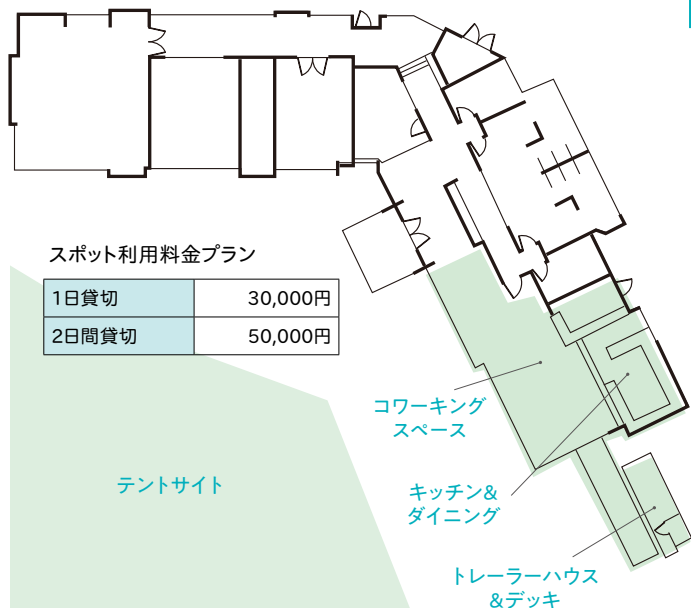 スポット利用料金プラン
1日貸切 30,000円
2日間貸切 50,000円
コワーキング
スペース
テントサイト
キッチン&
ダイニング
トレーラーハウス
&デッキ